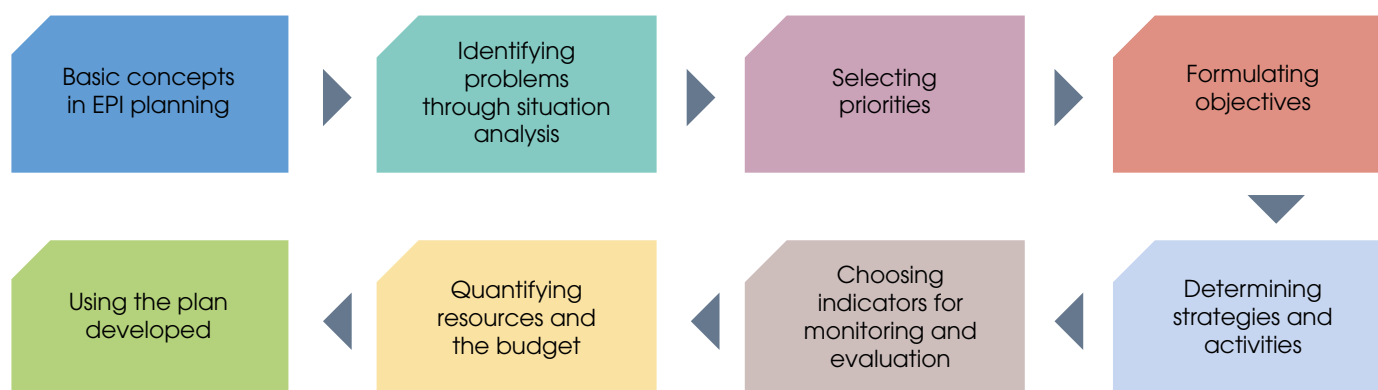 Basic concepts
in EPI planning
Identifying
problems
through situation
analysis
Selecting
priorities
Formulating
objectives
Determining
strategies and
activities
Choosing
indicators for
monitoring and
evaluation
Quantifying
resources and
the budget
Using the plan
developed